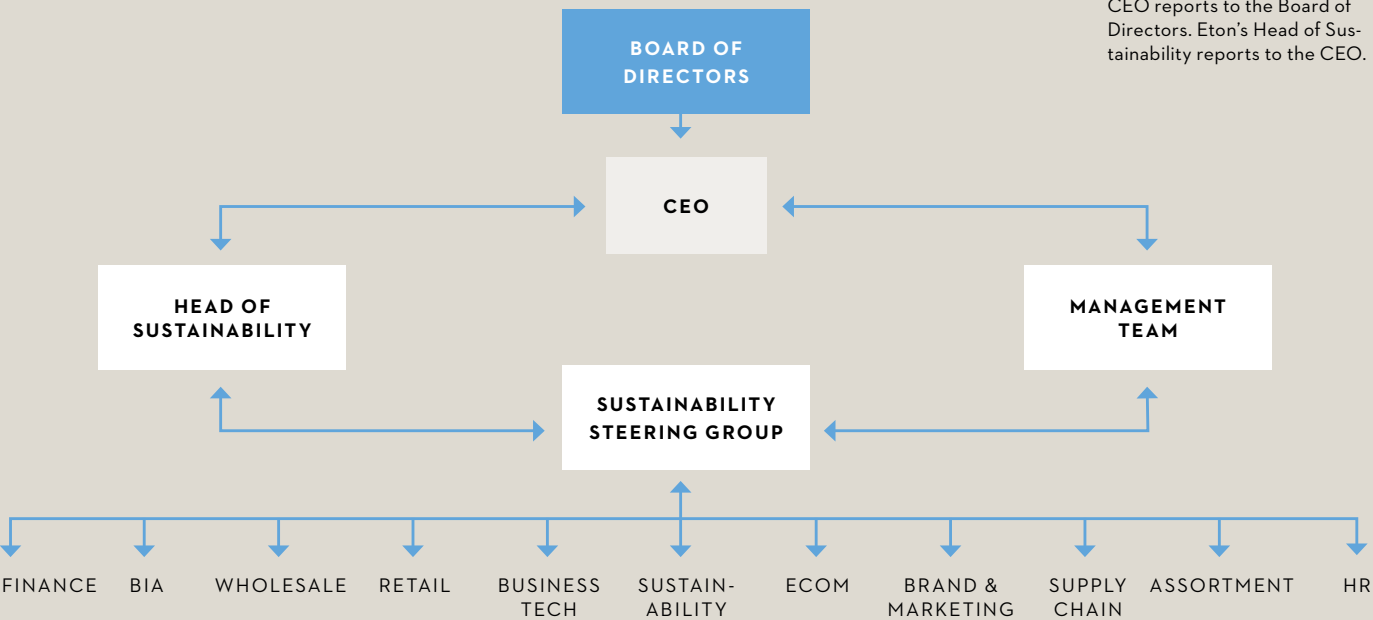 CEO reports to the Board of
Directors. Eton’s Head of Sus-
tainability reports to the CEO.
BOARD OF
DIRECTORS
CEO
HEAD OF
SUSTAINABILITY
MANAGEMENT
TEAM
SUSTAINABILITY
STEERING GROUP
FINANCE
BIA
WHOLESALE
RETAIL
BUSINESS
TECH
SUSTAIN-
ABILITY
ECOM
BRAND &
MARKETING
SUPPLY
CHAIN
ASSORTMENT
HR